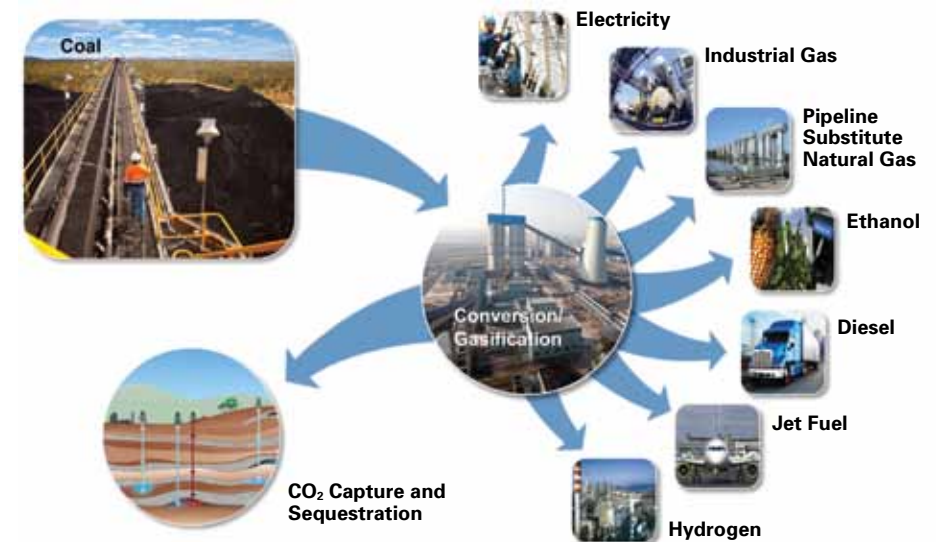 Coal
Electricity
Industrial Gas
Pipeline
Substitute
Natural Gas
Ethanol
Conversion/
Gasification
Diesel
Jet Fuel
CO₂ Capture and
Sequestration
Hydrogen